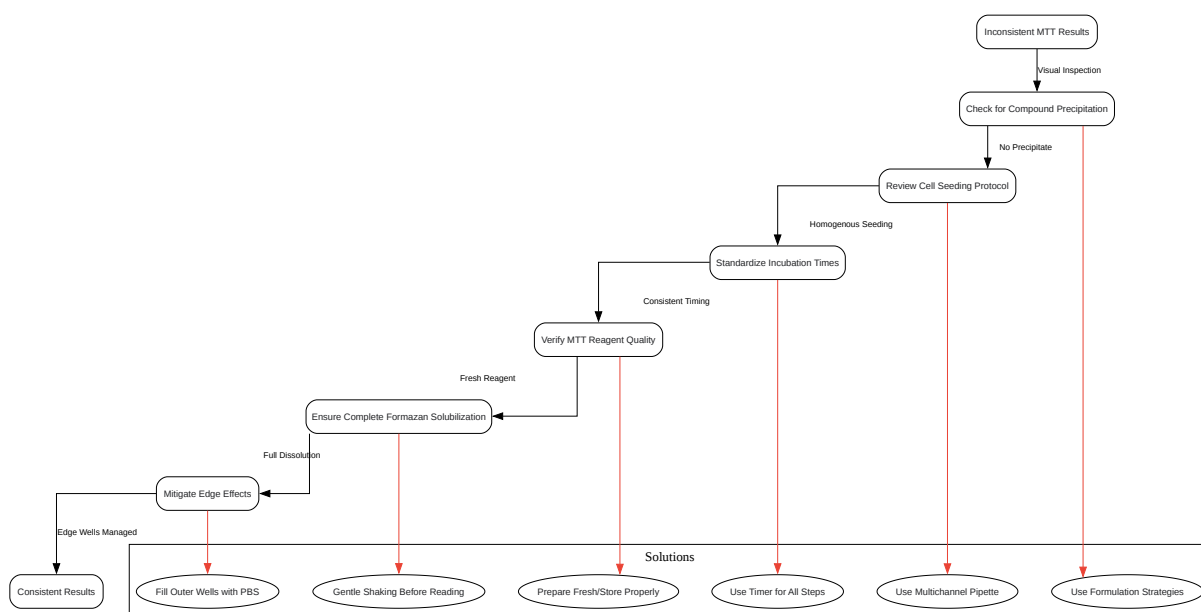 Inconsistent MTT Results
Visual Inspection
Check for Compound Precipitation
No Precipitate
Review Cell Seeding Protocol
Homogenous Seeding
Standardize Incubation Times
Consistent Timing
Verify MTT Reagent Quality
Fresh Reagent
Ensure Complete Formazan Solubilization
Full Dissolution
Mitigate Edge Effects
Edge Wells Managed
Solutions
Consistent Results
Fill Outer Wells with PBS
Gentle Shaking Before Reading
Prepare Fresh/Store Properly
Use Timer for All Steps
Use Multichannel Pipette
Use Formulation Strategies